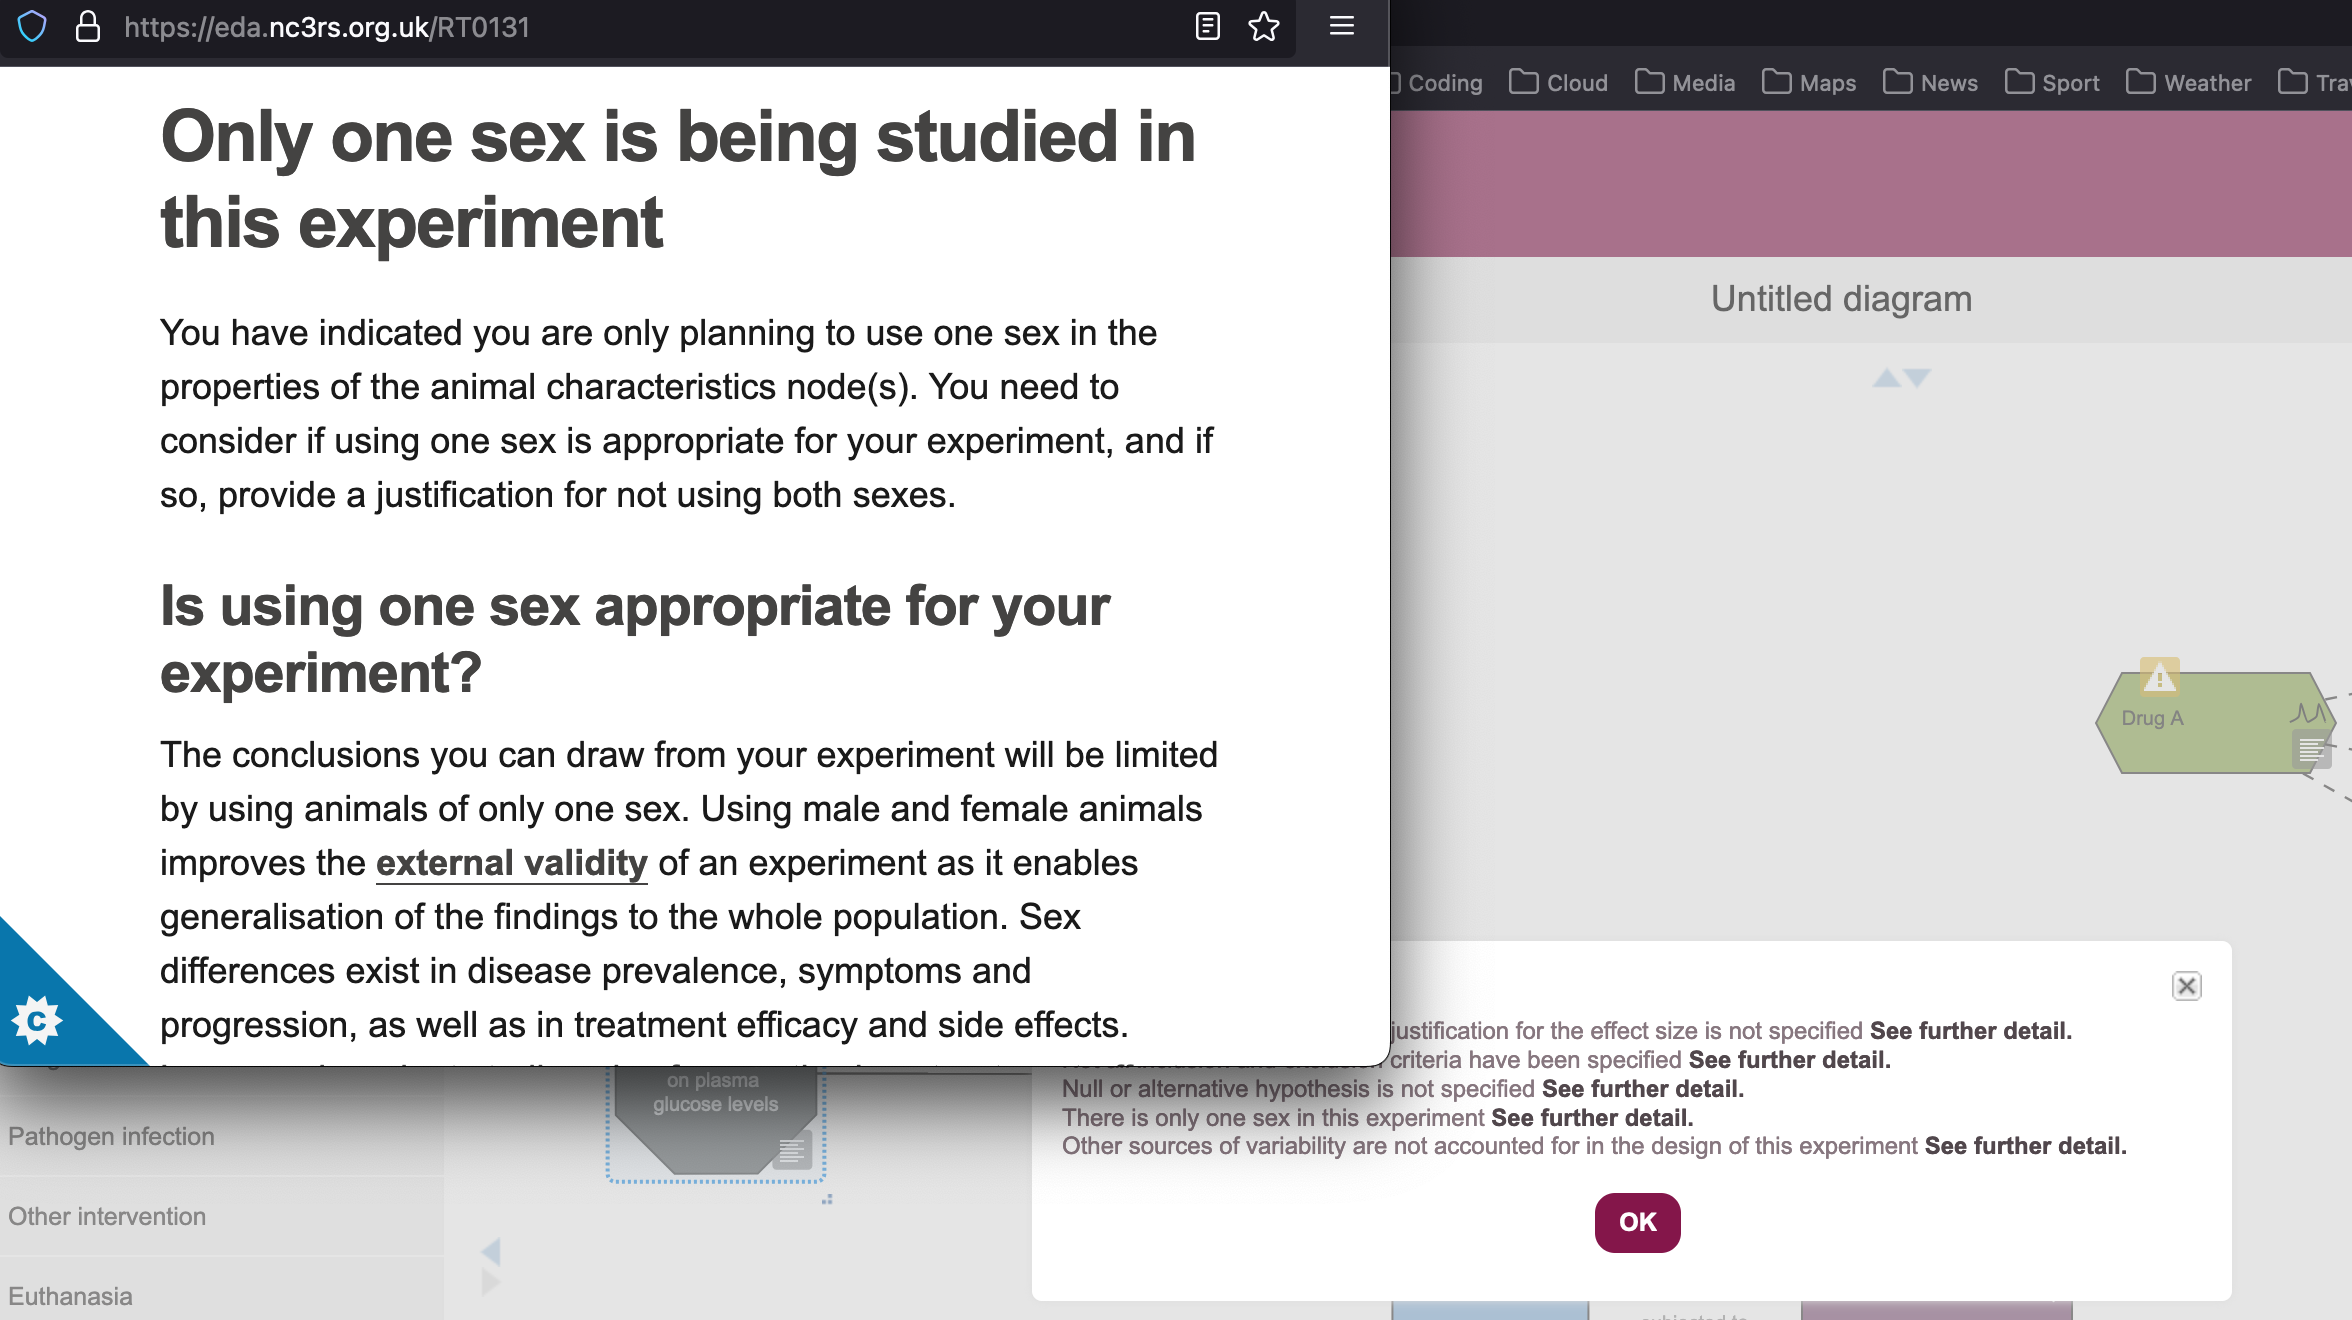 https://eda.nc3rs.org.uk/RT0131
Coding
Cloud
Media
Maps
News
Sport
Weather
Only one sex is being studied in
this experiment
You have indicated you are only planning to use one sex in the
properties of the animal characteristics node(s). You need to
consider if using one sex is appropriate for your experiment, and if
so, provide a justification for not using both sexes.
Is using one sex appropriate for your
experiment?
The conclusions you can draw from your experiment will be limited
by using animals of only one sex. Using male and female animals
improves the external validity of an experiment as it enables
generalisation of the findings to the whole population. Sex
differences exist in disease prevalence, symptoms and
progression, as well as in treatment efficacy and side effects.
C
Untitled diagram
Drug A
justification for the effect size is not specified See further detail.
criteria have been specified See further detail.
Null or alternative hypothesis is not specified See further detail.
There is only one sex in this experiment See further detail.
Other sources of variability are not accounted for in the design of this experiment See further detail.
OK
on plasma
glucose levels
Pathogen infection
Other intervention
Euthanasia